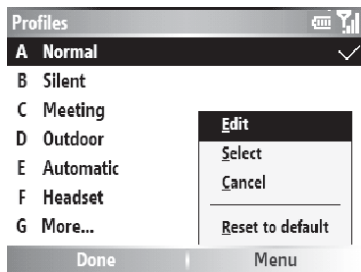 Profiles
A Normal
B Silent
C Meeting
D Outdoor
E Automatic
F Headset
G More...
Edit
Select
Cancel
Reset to default
Done Menu